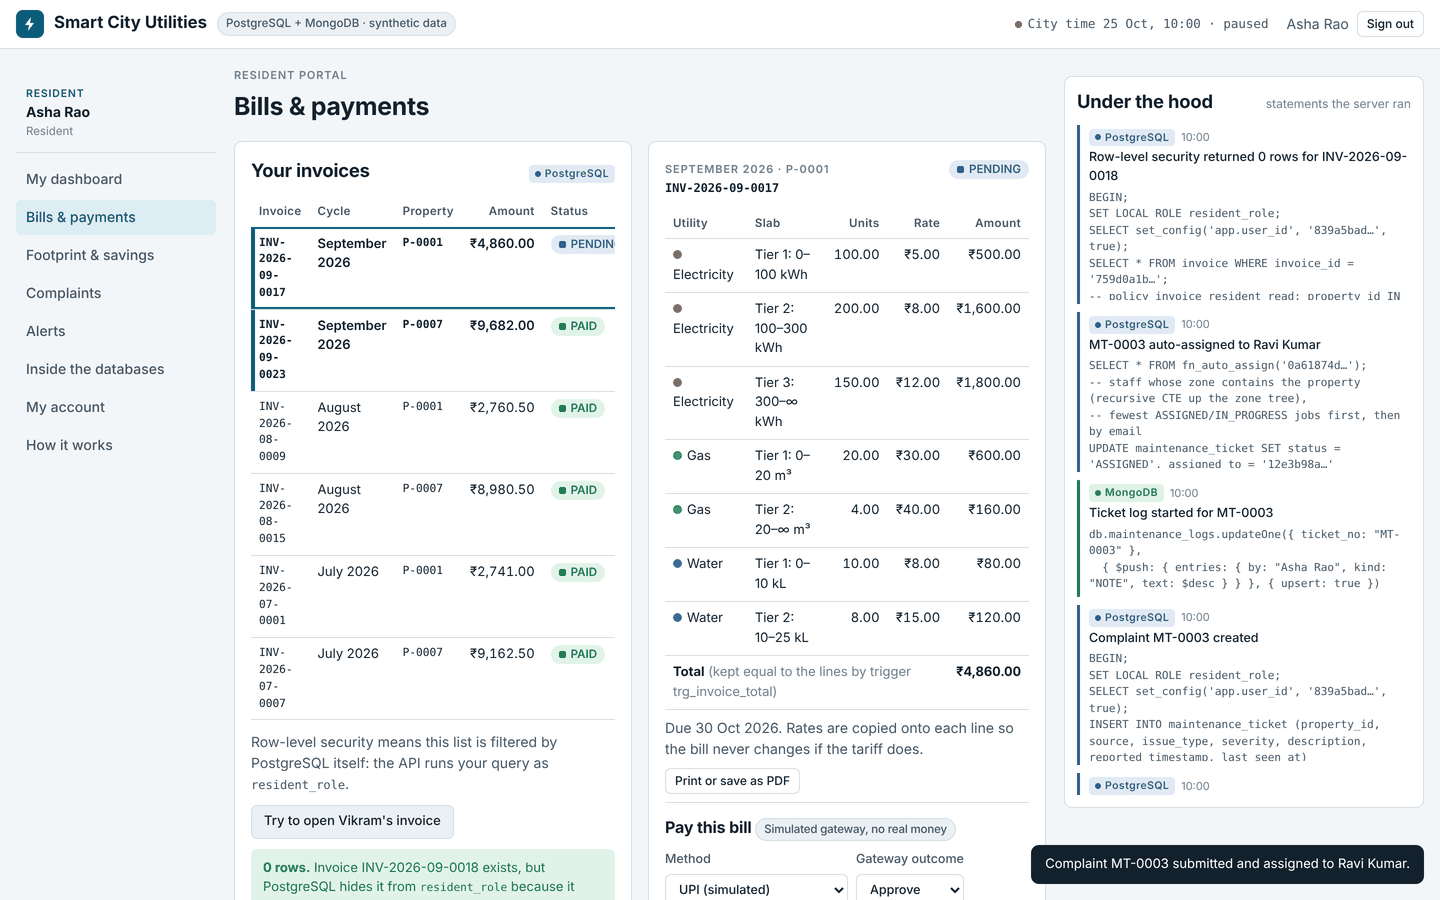 Smart City Utilities
PostgreSQL + MongoDB · synthetic data
City time 25 Oct, 10:00 · paused
Asha Rao
Sign out
RESIDENT
Asha Rao
Resident
My dashboard
Bills & payments
Footprint & savings
Complaints
Alerts
Inside the databases
My account
How it works
RESIDENT PORTAL
Bills & payments
Your invoices
PostgreSQL
Invoice Cycle Property Amount Status
INV-2026-09-0017 September 2026 P-0001 ₹4,860.00 PENDIN
INV-2026-09-0023 September 2026 P-0007 ₹9,682.00 PAID
INV-2026-08-0009 August 2026 P-0001 ₹2,760.50 PAID
INV-2026-08-0015 August 2026 P-0007 ₹8,980.50 PAID
INV-2026-07-0001 July 2026 P-0001 ₹2,741.00 PAID
INV-2026-07-0007 July 2026 P-0007 ₹9,162.50 PAID
Row-level security means this list is filtered by
PostgreSQL itself: the API runs your query as
resident_role.
Try to open Vikram's invoice
0 rows. Invoice INV-2026-09-0018 exists, but
PostgreSQL hides it from resident_role because it
SEPTEMBER 2026 · P-0001
INV-2026-09-0017
PENDING
Utility Slab Units Rate Amount
Electricity Tier 1: 0–100 kWh 100.00 ₹5.00 ₹500.00
Electricity Tier 2: 100–300 kWh 200.00 ₹8.00 ₹1,600.00
Electricity Tier 3: 300–∞ kWh 150.00 ₹12.00 ₹1,800.00
Gas Tier 1: 0–20 m³ 20.00 ₹30.00 ₹600.00
Gas Tier 2: 20–∞ m³ 4.00 ₹40.00 ₹160.00
Water Tier 1: 0–10 kL 10.00 ₹8.00 ₹80.00
Water Tier 2: 10–25 kL 8.00 ₹15.00 ₹120.00
Total (kept equal to the lines by trigger trg_invoice_total) ₹4,860.00
Due 30 Oct 2026. Rates are copied onto each line so
the bill never changes if the tariff does.
Print or save as PDF
Pay this bill
Simulated gateway, no real money
Method
Gateway outcome
UPI (simulated)
Approve
Under the hood
statements the server ran
PostgreSQL 10:00
Row-level security returned 0 rows for INV-2026-09-
0018
BEGIN;
SET LOCAL ROLE resident_role;
SELECT set_config('app.user_id', '839a5bad…',
true);
SELECT * FROM invoice WHERE invoice_id =
'759d0a1b…';
-- policy invoice_resident_read: property_id IN
PostgreSQL 10:00
MT-0003 auto-assigned to Ravi Kumar
SELECT * FROM fn_auto_assign('0a61874d…');
-- staff whose zone contains the property
(recursive CTE up the zone tree),
-- fewest ASSIGNED/IN_PROGRESS jobs first, then
by email
UPDATE maintenance_ticket SET status =
'ASSIGNED', assigned_to = '12e3b98a…'
MongoDB 10:00
Ticket log started for MT-0003
db.maintenance_logs.updateOne({ ticket_no: "MT-
0003" },
{ $push: { entries: { by: "Asha Rao", kind:
"NOTE", text: $desc } } }, { upsert: true })
PostgreSQL 10:00
Complaint MT-0003 created
BEGIN;
SET LOCAL ROLE resident_role;
SELECT set_config('app.user_id', '839a5bad…',
true);
INSERT INTO maintenance_ticket (property_id,
source, issue_type, severity, description,
reported_timestamp, last_seen_at)
PostgreSQL 10:00
Complaint MT-0003 submitted and assigned to Ravi Kumar.